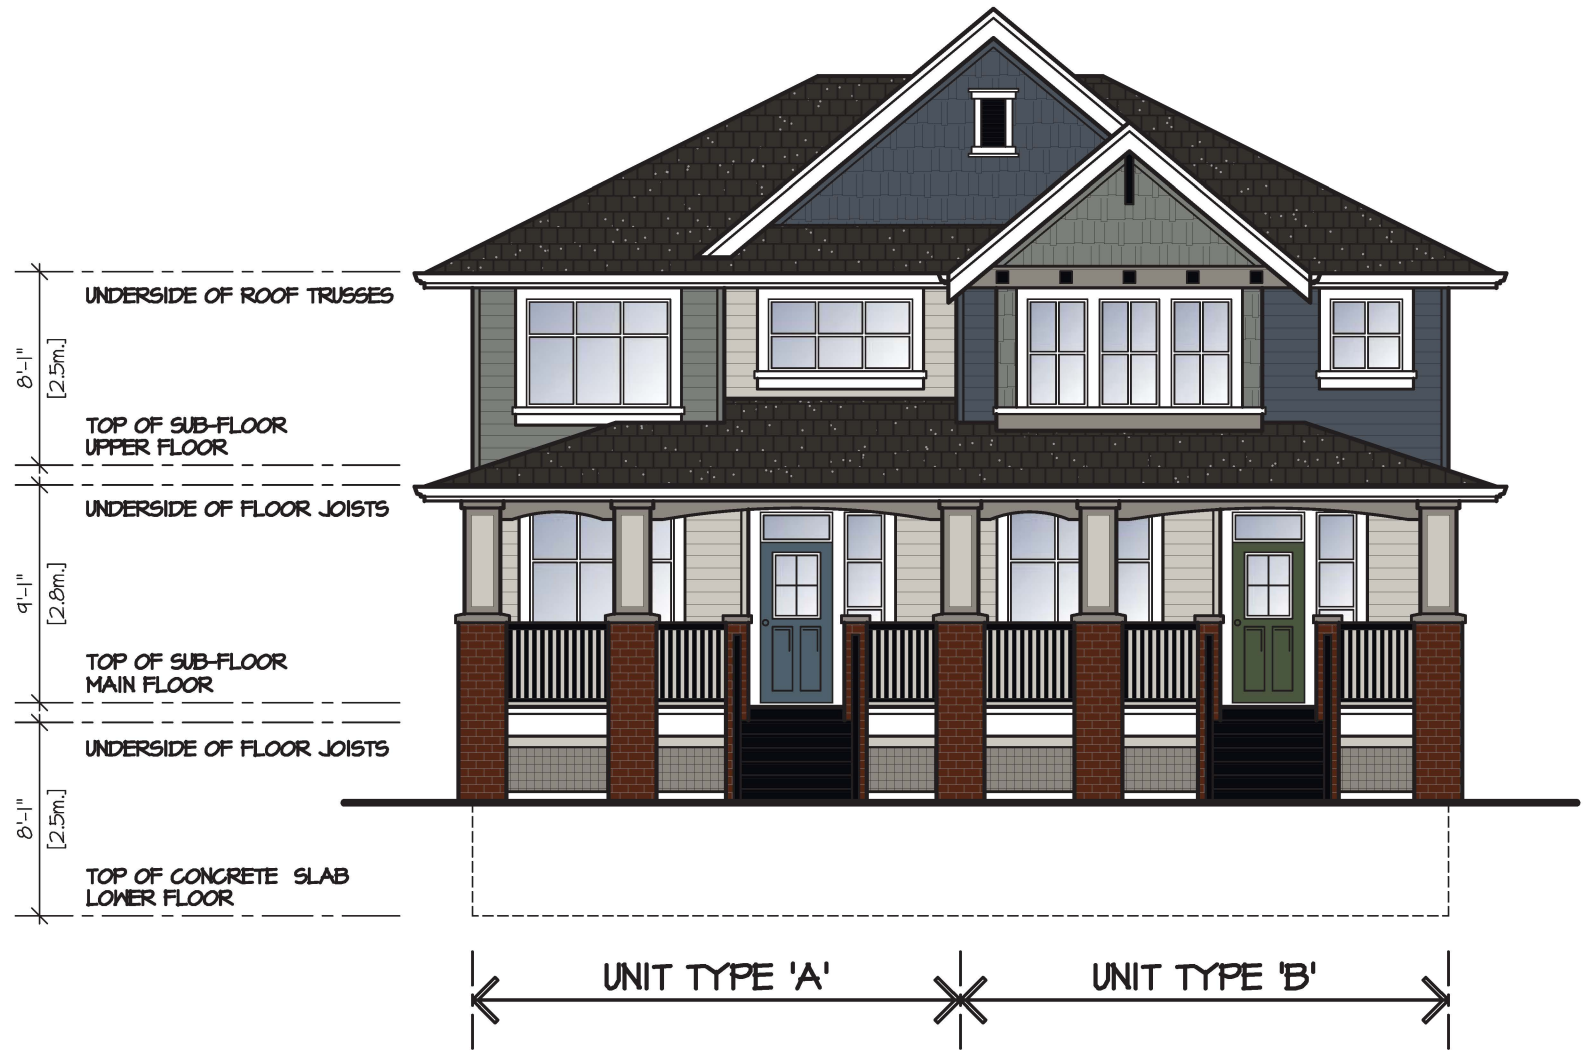 UNDERSIDE OF ROOF TRUSSES
8'-1"
[2.5m.]
TOP OF SUB-FLOOR
UPPER FLOOR
UNDERSIDE OF FLOOR JOISTS
9'-1"
[2.8m.]
TOP OF SUB-FLOOR
MAIN FLOOR
UNDERSIDE OF FLOOR JOISTS
8'-1"
[2.5m.]
TOP OF CONCRETE SLAB
LOWER FLOOR
UNIT TYPE 'A'
UNIT TYPE 'B'